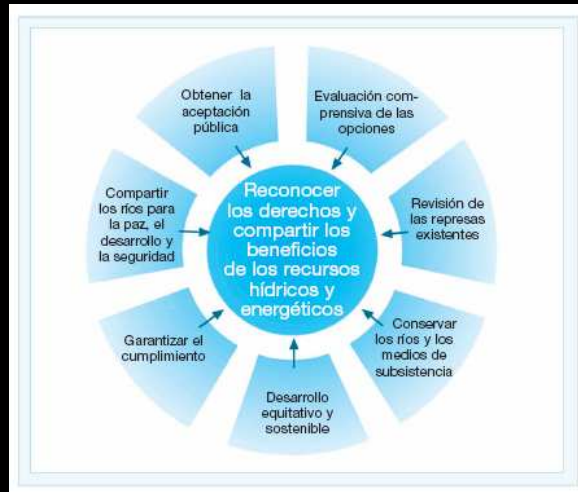 Obtener la
aceptación
pública
Evaluación com-
prensiva de las
opciones
Compartir
los ríos para
la paz, el
desarrollo y
la seguridad
Reconocer
los derechos y
compartir los
beneficios
de los recursos
hídricos y
energéticos
Revisión de
las represas
existentes
Garantizar el
cumplimiento
Conservar
los ríos y los
medios de
subsistencia
Desarrollo
equitativo y
sostenible